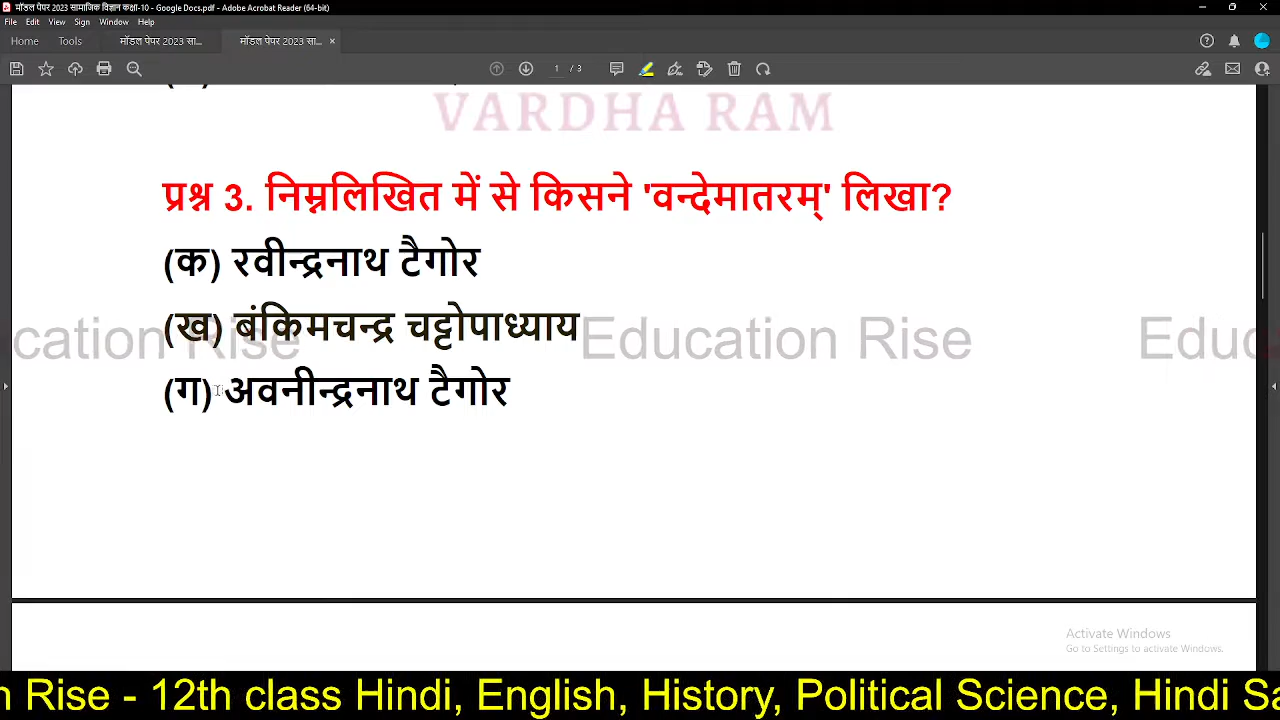 मॉडल पेपर 2023 सामाजिक विज्ञान कक्षा-10 - Google Docs.pdf - Adobe Acrobat Reader (64-bit)
File Edit View Sign Window Help
Home Tools मॉडल पेपर 2023 सा... मॉडल पेपर 2023 सा... ×
1 / 3
VARDHA RAM
प्रश्न 3. निम्नलिखित में से किसने 'वन्देमातरम्' लिखा?
(क) रवीन्द्रनाथ टैगोर
(ख) बंकिमचन्द्र चट्टोपाध्याय
cation Rise Education Rise Educ
(ग) अवनीन्द्रनाथ टैगोर
Activate Windows
Go to Settings to activate Windows.
n Rise - 12th class Hindi, English, History, Political Science, Hindi Sa